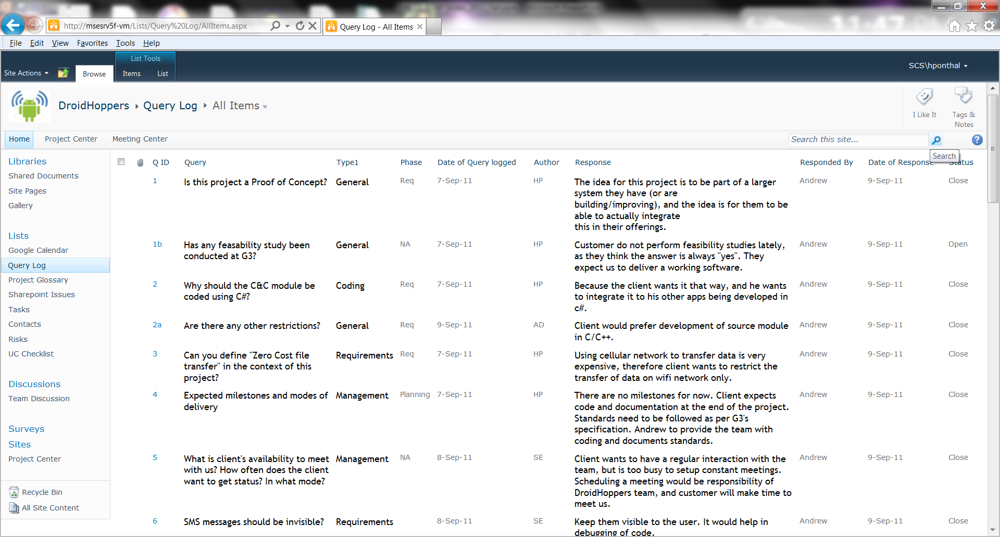 http://msesrv5f-vm/Lists/Query%20Log/AllItems.aspx
Query Log - All Items
File Edit View Favorites Tools Help
List Tools
Site Actions Browse Items List
SCS\hponthal
DroidHoppers Query Log All Items
I Like It
Tags &
Notes
Home Project Center Meeting Center
Search this site...
Search
Libraries
Shared Documents
Site Pages
Gallery
Lists
Google Calendar
Query Log
Project Glossary
Sharepoint Issues
Tasks
Contacts
Risks
UC Checklist
Discussions
Team Discussion
Surveys
Sites
Project Center
Recycle Bin
All Site Content
Q ID Query Type1 Phase Date of Query logged Author Response Responded By Date of Response Status
1 Is this project a Proof of Concept? General Req 7-Sep-11 HP The idea for this project is to be part of a larger Andrew 9-Sep-11 Close
system they have (or are
building/improving), and the idea is for them to be
able to actually integrate
this in their offerings.
1b Has any feasability study been General NA 7-Sep-11 HP Customer do not perform feasibility studies lately, Andrew 9-Sep-11 Open
conducted at G3? as they think the answer is always "yes". They
expect us to deliver a working software.
2 Why should the C&C module be Coding Req 7-Sep-11 HP Because the client wants it that way, and he wants Andrew 9-Sep-11 Close
coded using C#? to integrate it to his other apps being developed in
c#.
2a Are there any other restrictions? General Req 9-Sep-11 AD Client would prefer development of source module Andrew 9-Sep-11 Close
in C/C++.
3 Can you define "Zero Cost file Requirements Req 7-Sep-11 HP Using cellular network to transfer data is very Andrew 9-Sep-11 Close
transfer" in the context of this expensive, therefore client wants to restrict the
project? transfer of data on wifi network only.
4 Expected milestones and modes of Management Planning 7-Sep-11 HP There are no milestones for now. Client expects Andrew 9-Sep-11 Close
delivery code and documentation at the end of the project.
Standards need to be followed as per G3's
specification. Andrew to provide the team with
coding and documents standards.
5 What is client's availability to meet Management NA 8-Sep-11 SE Client wants to have a regular interaction with the Andrew 9-Sep-11 Close
with us? How often does the client team, but is too busy to setup constant meetings.
want to get status? In what mode? Scheduling a meeting would be responsibility of
DroidHoppers team, and customer will make time to
meet us.
6 SMS messages should be invisible? Requirements 8-Sep-11 SE Keep them visible to the user. It would help in Andrew 9-Sep-11 Close
debugging of code.